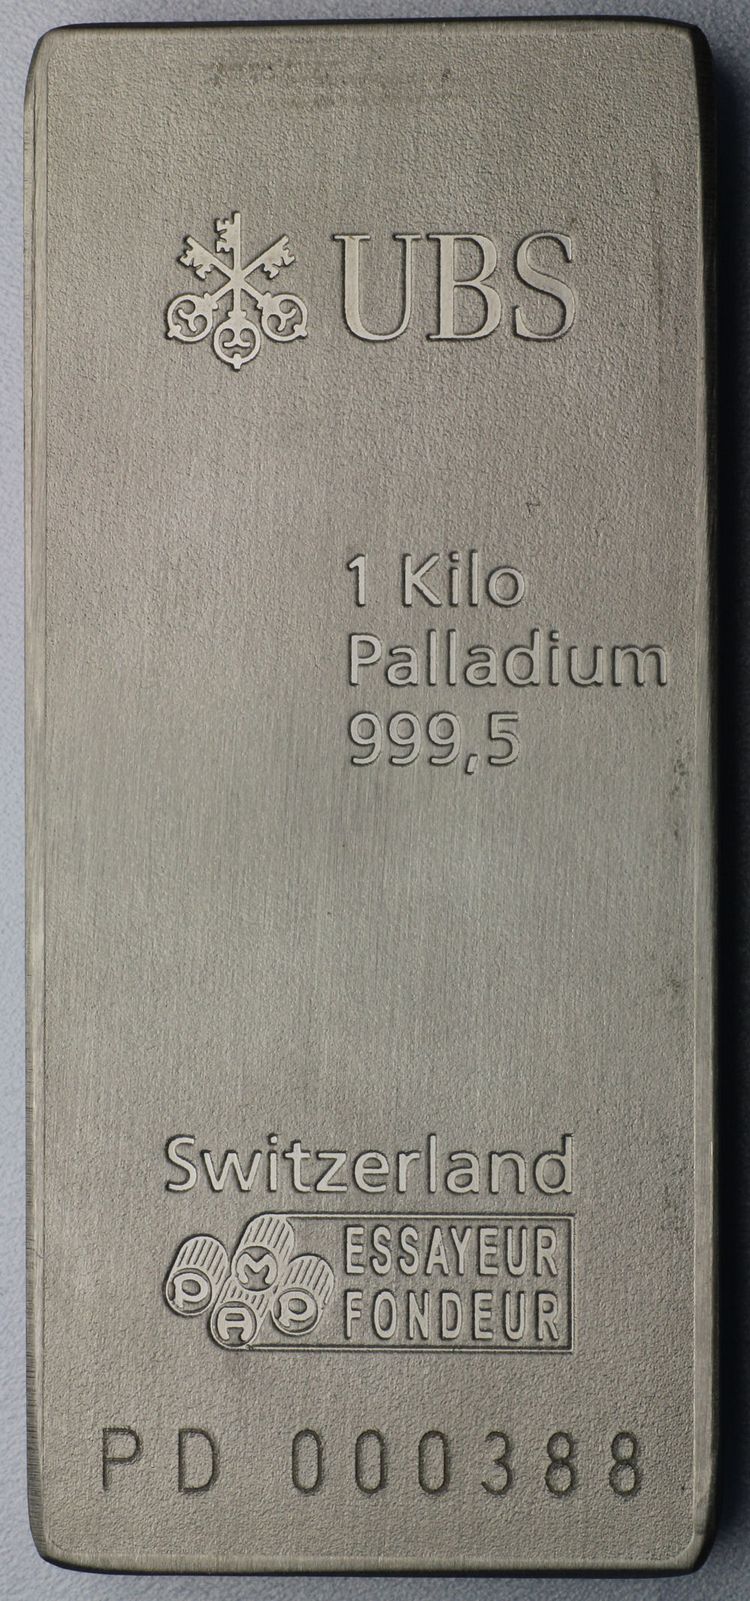 UBS
1 Kilo
Palladium
999,5
Switzerland
PAMP
ESSAYEUR
FONDEUR
PD 000388